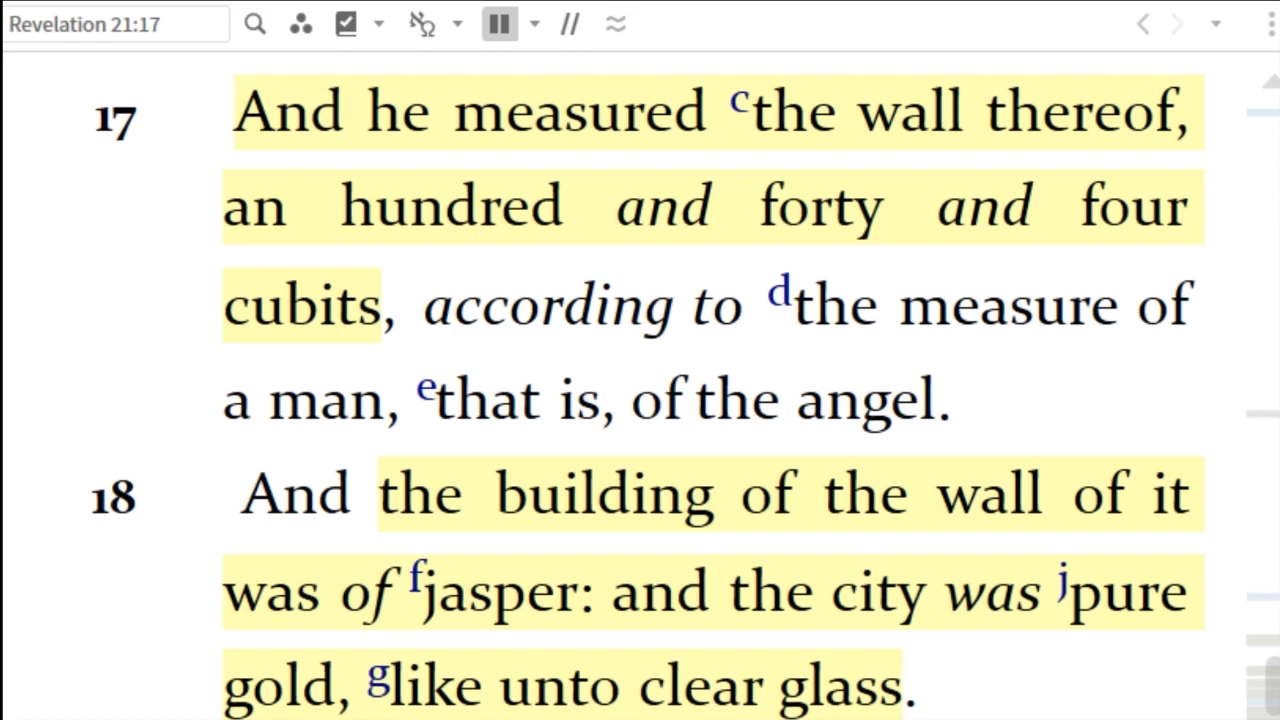 Revelation 21:17
17 And he measured cthe wall thereof,
an hundred and forty and four
cubits, according to dthe measure of
a man, ethat is, of the angel.
18 And the building of the wall of it
was of fjasper: and the city was jpure
gold, glike unto clear glass.